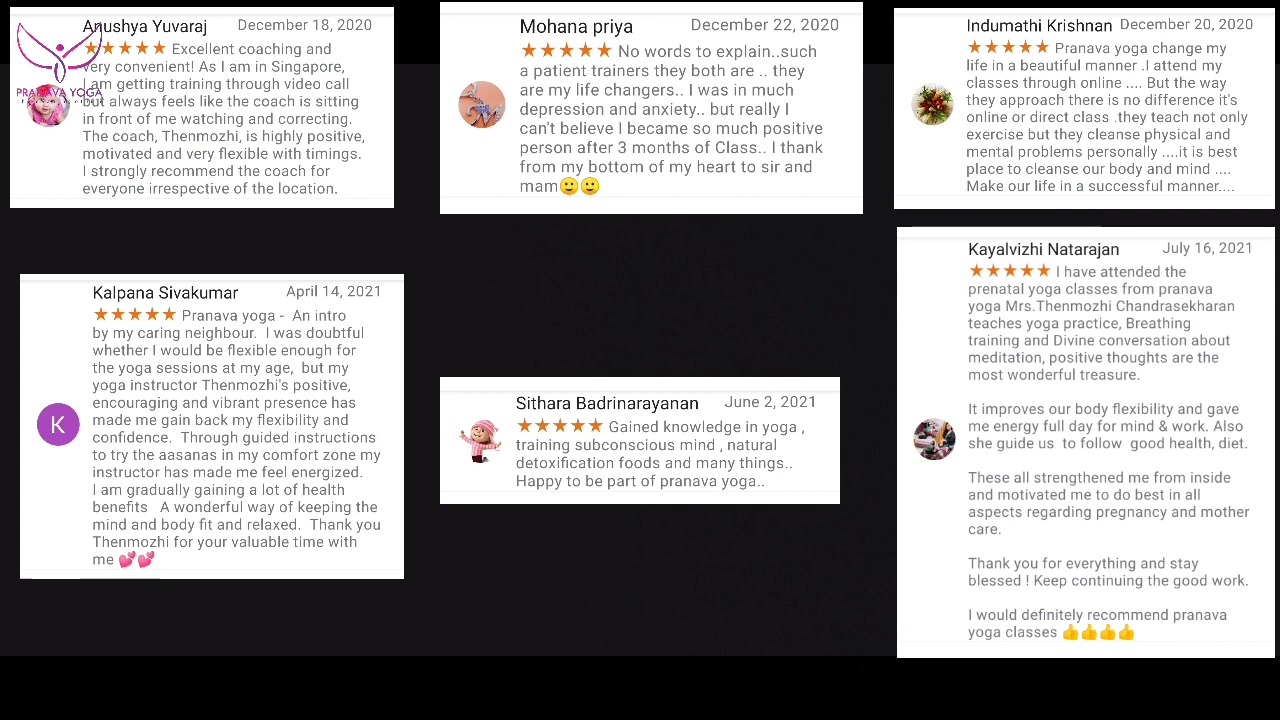 Anushya Yuvaraj December 18, 2020
★★★★★ Excellent coaching and
very convenient! As I am in Singapore,
I am getting training through video call
but always feels like the coach is sitting
in front of me watching and correcting.
The coach, Thenmozhi, is highly positive,
motivated and very flexible with timings.
I strongly recommend the coach for
everyone irrespective of the location.
PRANAVA YOGA
Mohana priya December 22, 2020
★★★★★ No words to explain..such
a patient trainers they both are .. they
are my life changers.. I was in much
depression and anxiety.. but really I
can't believe I became so much positive
person after 3 months of Class.. I thank
from my bottom of my heart to sir and
mam🙂🙂
Indumathi Krishnan December 20, 2020
★★★★★ Pranava yoga change my
life in a beautiful manner .I attend my
classes through online .... But the way
they approach there is no difference it's
online or direct class .they teach not only
exercise but they cleanse physical and
mental problems personally ....it is best
place to cleanse our body and mind ....
Make our life in a successful manner....
Kalpana Sivakumar April 14, 2021
★★★★★ Pranava yoga - An intro
by my caring neighbour. I was doubtful
whether I would be flexible enough for
the yoga sessions at my age, but my
yoga instructor Thenmozhi's positive,
encouraging and vibrant presence has
made me gain back my flexibility and
confidence. Through guided instructions
to try the aasanas in my comfort zone my
instructor has made me feel energized.
I am gradually gaining a lot of health
benefits A wonderful way of keeping the
mind and body fit and relaxed. Thank you
Thenmozhi for your valuable time with
me 💕💕
K
Sithara Badrinarayanan June 2, 2021
★★★★★ Gained knowledge in yoga ,
training subconscious mind , natural
detoxification foods and many things..
Happy to be part of pranava yoga..
Kayalvizhi Natarajan July 16, 2021
★★★★★ I have attended the
prenatal yoga classes from pranava
yoga Mrs.Thenmozhi Chandrasekharan
teaches yoga practice, Breathing
training and Divine conversation about
meditation, positive thoughts are the
most wonderful treasure.
It improves our body flexibility and gave
me energy full day for mind & work. Also
she guide us to follow good health, diet.
These all strengthened me from inside
and motivated me to do best in all
aspects regarding pregnancy and mother
care.
Thank you for everything and stay
blessed ! Keep continuing the good work.
I would definitely recommend pranava
yoga classes 👍👍👍👍